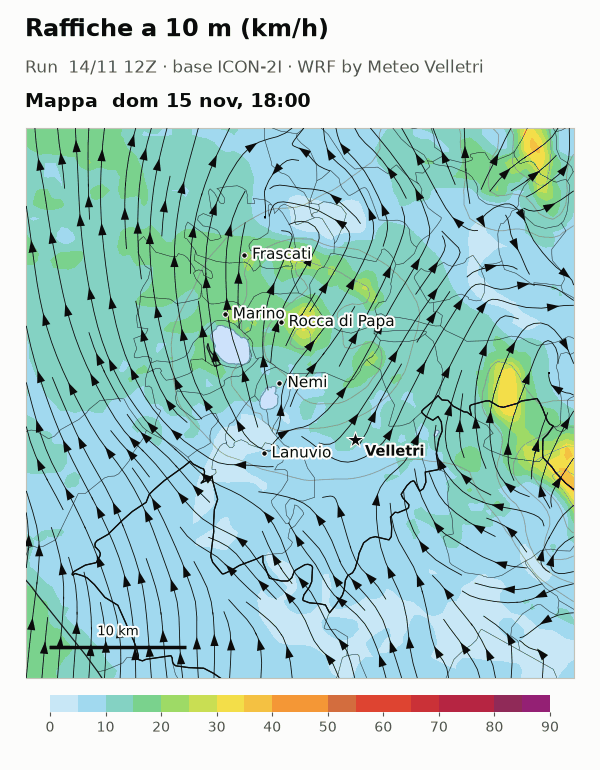 Raffiche a 10 m (km/h)
Run  14/11 12Z · base ICON-2I · WRF by Meteo Velletri
Mappa  dom 15 nov, 18:00
Frascati
Marino
Rocca di Papa
Nemi
Velletri
Lanuvio
10 km
0 10 20 30 40 50 60 70 80 90